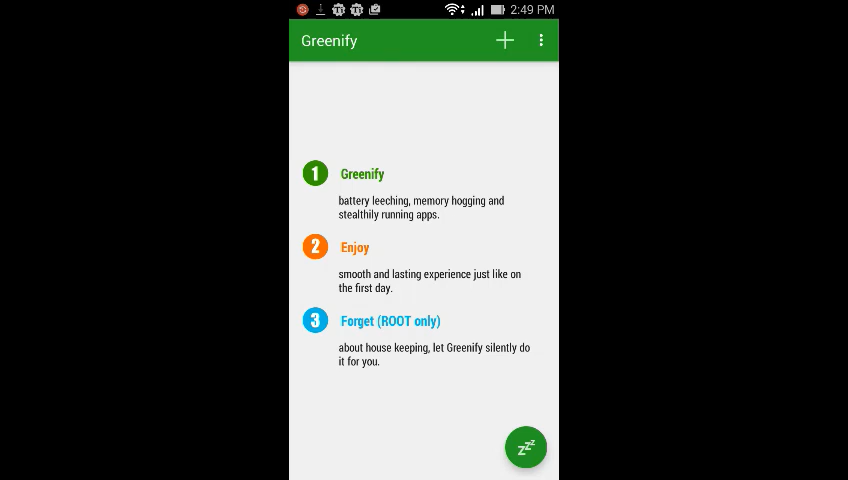 2:49 PM
Greenify
1 Greenify
battery leeching, memory hogging and
stealthily running apps.
2 Enjoy
smooth and lasting experience just like on
the first day.
3 Forget (ROOT only)
about house keeping, let Greenify silently do
it for you.
zzz